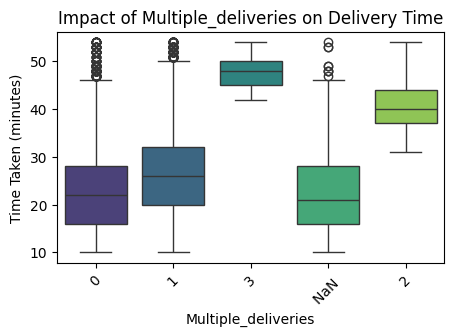 Impact of Multiple_deliveries on Delivery Time
Time Taken (minutes)
50
40
30
20
10
0
1
3
NaN
2
Multiple_deliveries